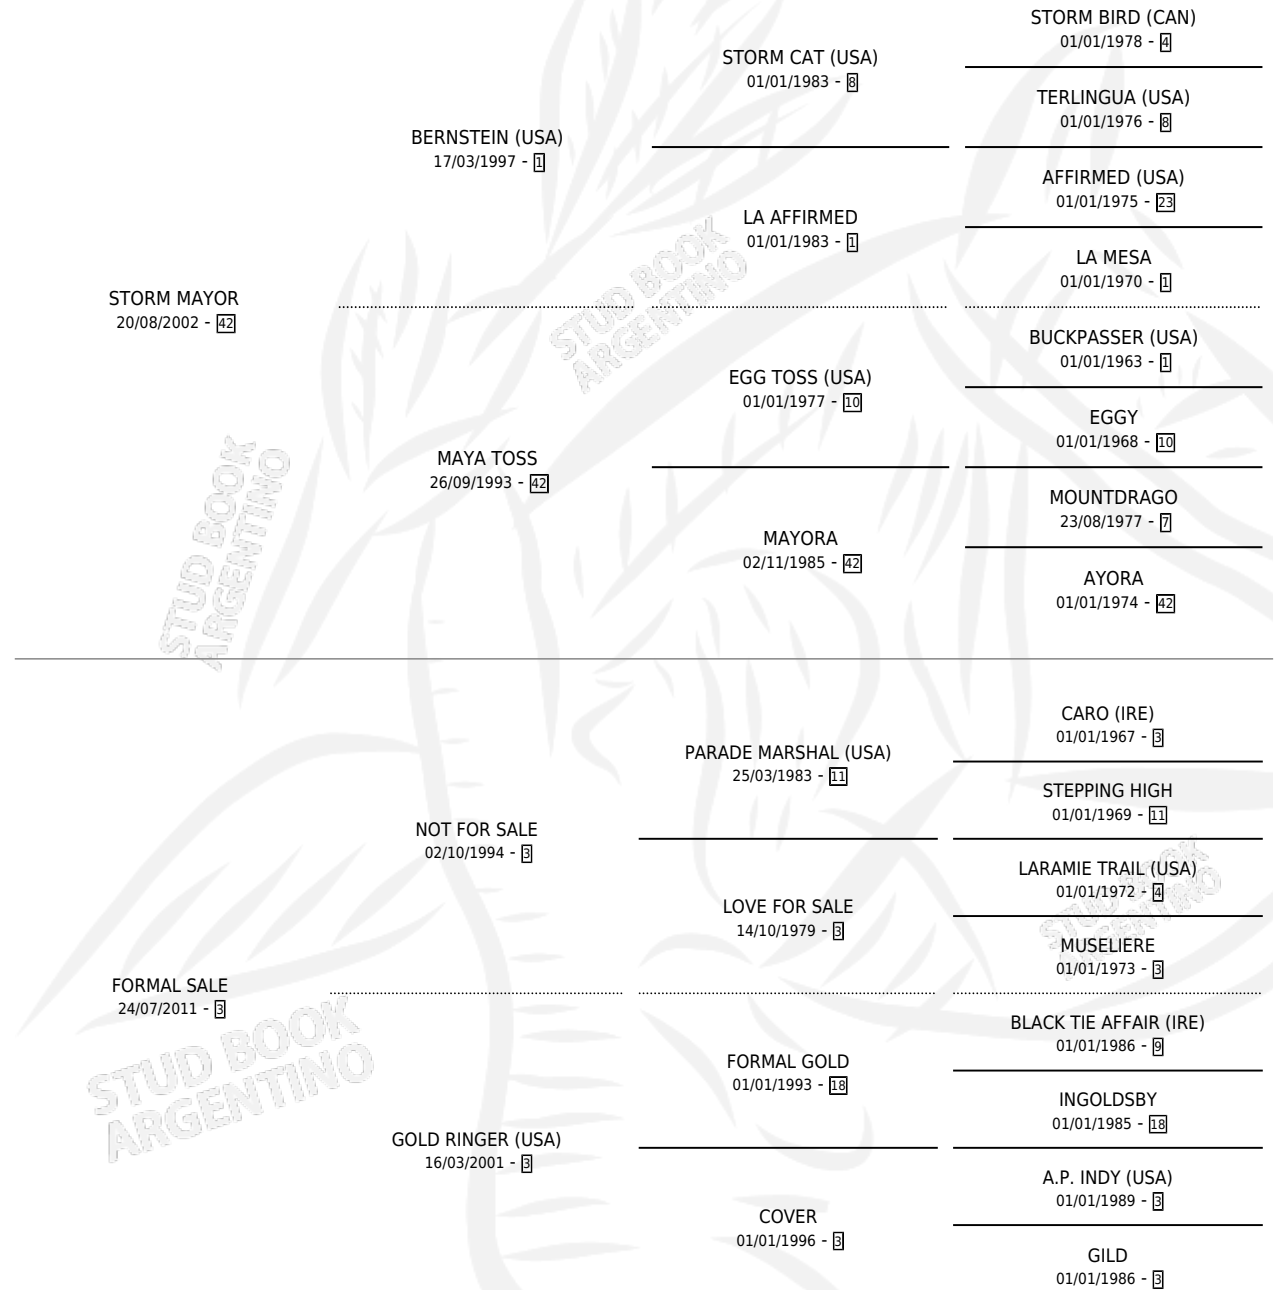 STORM BIRD (CAN)
01/01/1978 - 4
STORM CAT (USA)
01/01/1983 - 8
TERLINGUA (USA)
01/01/1976 - 8
BERNSTEIN (USA)
17/03/1997 - 1
AFFIRMED (USA)
01/01/1975 - 23
LA AFFIRMED
01/01/1983 - 1
LA MESA
01/01/1970 - 1
STORM MAYOR
20/08/2002 - 42
BUCKPASSER (USA)
01/01/1963 - 1
EGG TOSS (USA)
01/01/1977 - 10
EGGY
01/01/1968 - 10
MAYA TOSS
26/09/1993 - 42
MOUNTDRAGO
23/08/1977 - 7
MAYORA
02/11/1985 - 42
AYORA
01/01/1974 - 42
CARO (IRE)
01/01/1967 - 3
PARADE MARSHAL (USA)
25/03/1983 - 11
STEPPING HIGH
01/01/1969 - 11
NOT FOR SALE
02/10/1994 - 3
LARAMIE TRAIL (USA)
01/01/1972 - 4
LOVE FOR SALE
14/10/1979 - 3
MUSELIERE
01/01/1973 - 3
FORMAL SALE
24/07/2011 - 3
BLACK TIE AFFAIR (IRE)
01/01/1986 - 9
FORMAL GOLD
01/01/1993 - 18
INGOLDSBY
01/01/1985 - 18
GOLD RINGER (USA)
16/03/2001 - 3
A.P. INDY (USA)
01/01/1989 - 3
COVER
01/01/1996 - 3
GILD
01/01/1986 - 3
STUD BOOK
ARGENTINO
STUD BOOK
ARGENTINO
STUD BOOK
ARGENTINO
STUD BOOK
ARGENTINO